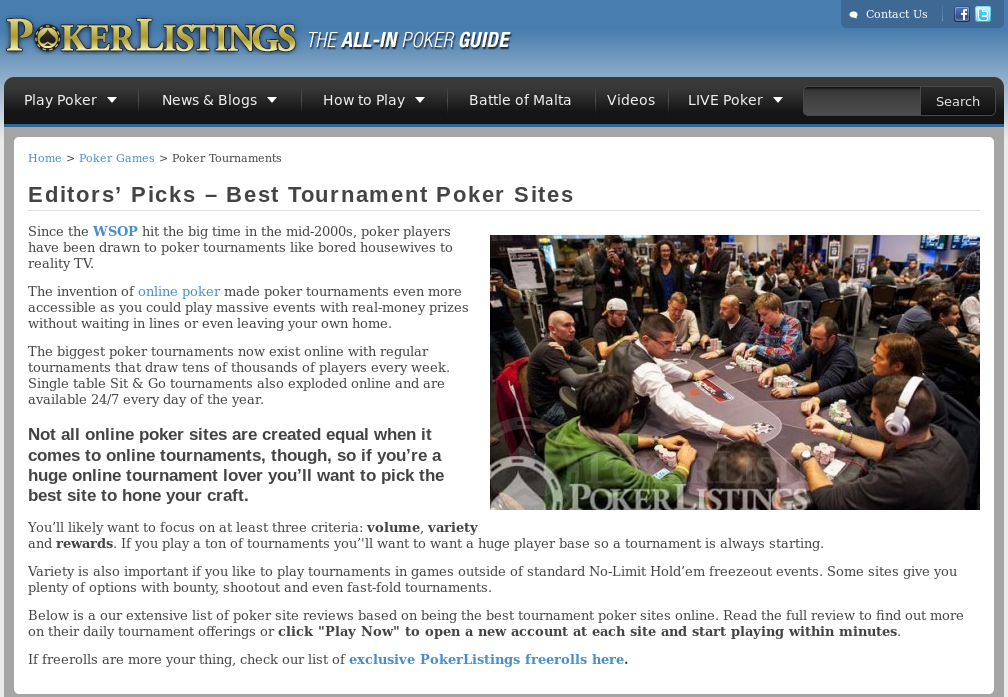 Contact Us
POKERLISTINGS THE ALL-IN POKER GUIDE
Play Poker News & Blogs How to Play Battle of Malta Videos LIVE Poker Search
Home > Poker Games > Poker Tournaments
Editors’ Picks – Best Tournament Poker Sites
Since the WSOP hit the big time in the mid-2000s, poker players
have been drawn to poker tournaments like bored housewives to
reality TV.
The invention of online poker made poker tournaments even more
accessible as you could play massive events with real-money prizes
without waiting in lines or even leaving your own home.
The biggest poker tournaments now exist online with regular
tournaments that draw tens of thousands of players every week.
Single table Sit & Go tournaments also exploded online and are
available 24/7 every day of the year.
15
POKERLISTINGS
Not all online poker sites are created equal when it
comes to online tournaments, though, so if you’re a
huge online tournament lover you’ll want to pick the
best site to hone your craft.
You’ll likely want to focus on at least three criteria: volume, variety
and rewards. If you play a ton of tournaments you’'ll want to want a huge player base so a tournament is always starting.
Variety is also important if you like to play tournaments in games outside of standard No-Limit Hold’em freezeout events. Some sites give you
plenty of options with bounty, shootout and even fast-fold tournaments.
Below is a our extensive list of poker site reviews based on being the best tournament poker sites online. Read the full review to find out more
on their daily tournament offerings or click "Play Now" to open a new account at each site and start playing within minutes.
If freerolls are more your thing, check our list of exclusive PokerListings freerolls here.